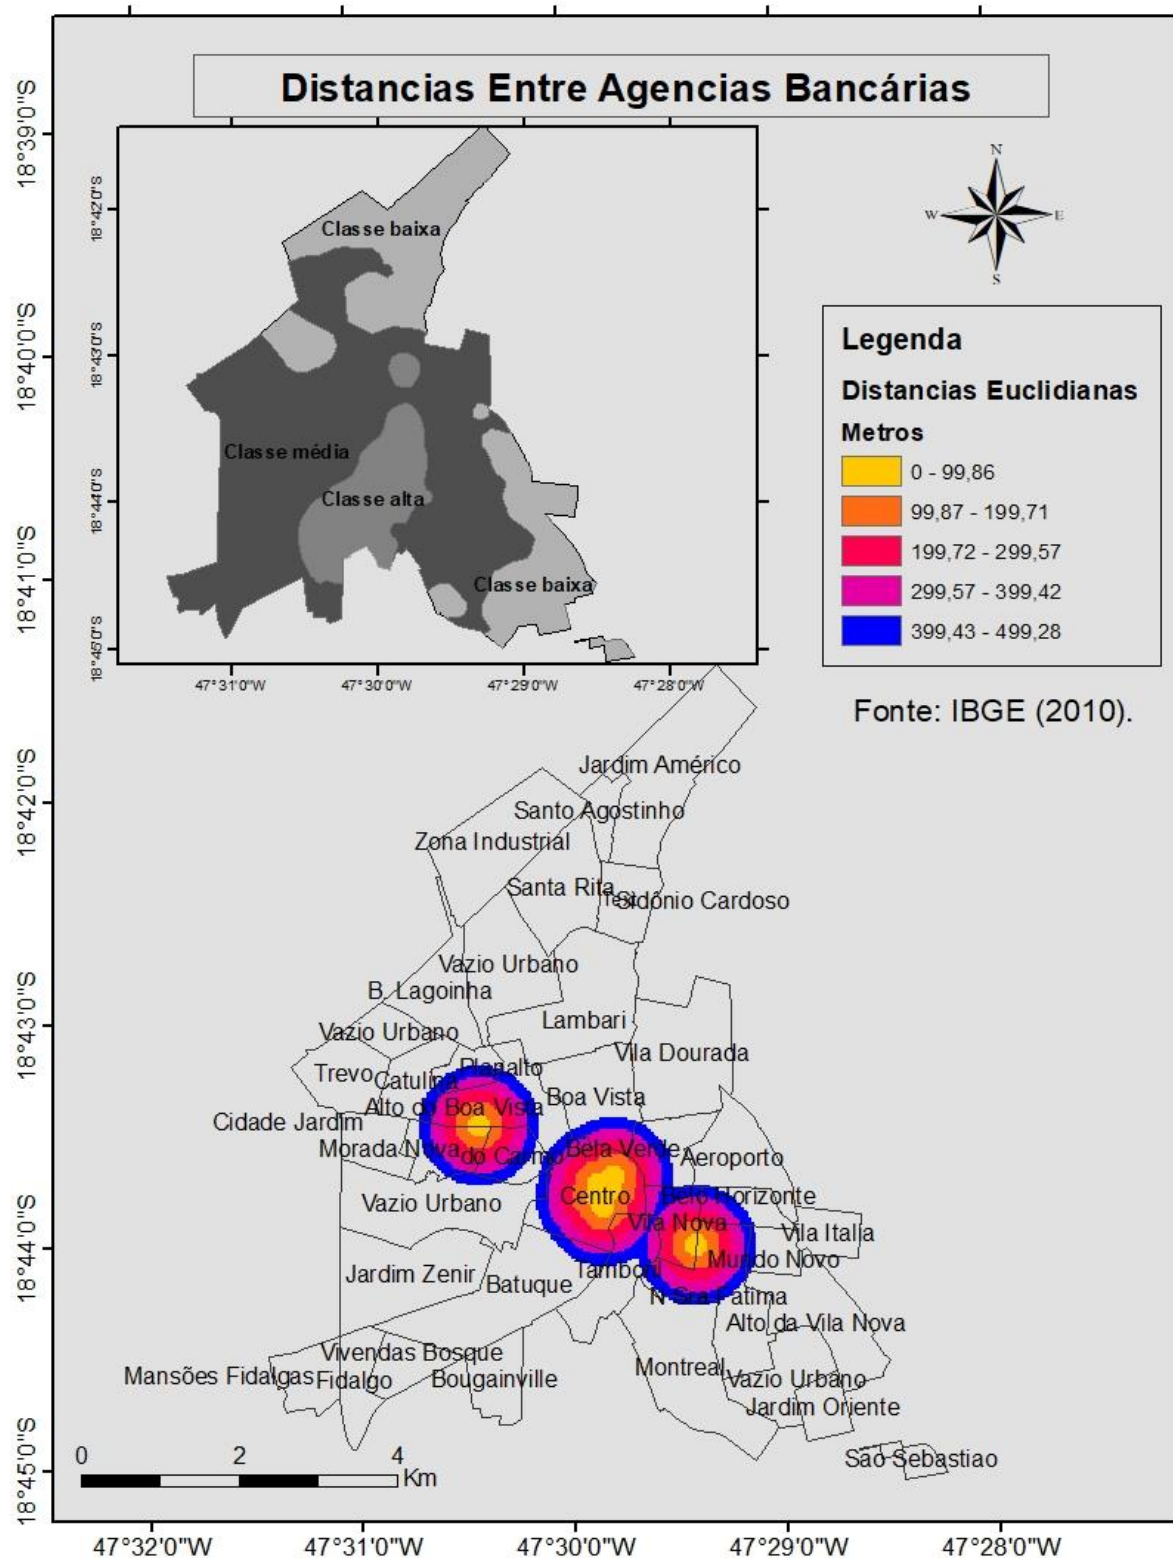 Distancias Entre Agencias Bancárias
18°39'0"S
18°40'0"S
18°41'0"S
18°42'0"S
18°43'0"S
18°44'0"S
18°45'0"S
18°42'0"S
18°43'0"S
18°44'0"S
18°45'0"S
Classe baixa
Classe média
Classe alta
Classe baixa
47°31'0"W
47°30'0"W
47°29'0"W
47°28'0"W
N
W
E
S
Legenda
Distancias Euclidianas
Metros
0 - 99,86
99,87 - 199,71
199,72 - 299,57
299,57 - 399,42
399,43 - 499,28
Fonte: IBGE (2010).
Jardim Américo
Santo Agostinho
Zona Industrial
Santa Rita
Sidônio Cardoso
Vazio Urbano
B. Lagoinha
Lambari
Vazio Urbano
Vila Dourada
Trevo
Planalto
Catulina
Boa Vista
Alto do Boa Vista
Cidade Jardim
Morada Nova
do Carmo
Bela Verde
Aeroporto
Vazio Urbano
Centro
Belo Horizonte
Vila Nova
Vila Italia
Mundo Novo
Jardim Zenir
Batuque
Tamboril
N Sra Fatima
Alto da Vila Nova
Vivendas Bosque
Montreal
Mansões Fidalgas
Fidalgo
Bougainville
Vazio Urbano
Jardim Oriente
São Sebastiao
0
2
4
Km
47°32'0"W
47°31'0"W
47°30'0"W
47°29'0"W
47°28'0"W